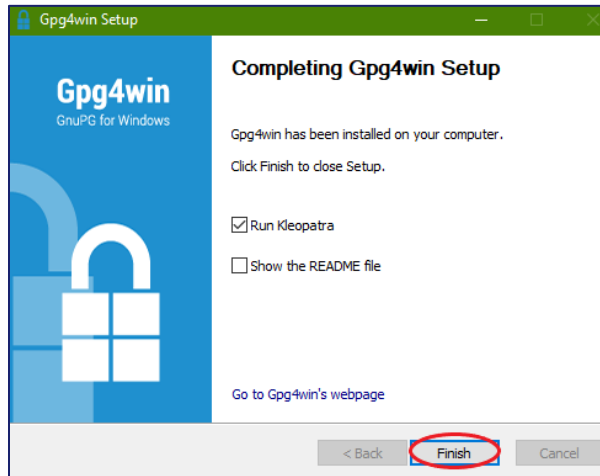 Gpg4win Setup
Gpg4win
GnuPG for Windows
Completing Gpg4win Setup
Gpg4win has been installed on your computer.
Click Finish to close Setup.
Run Kleopatra
Show the README file
Go to Gpg4win's webpage
< Back Finish Cancel